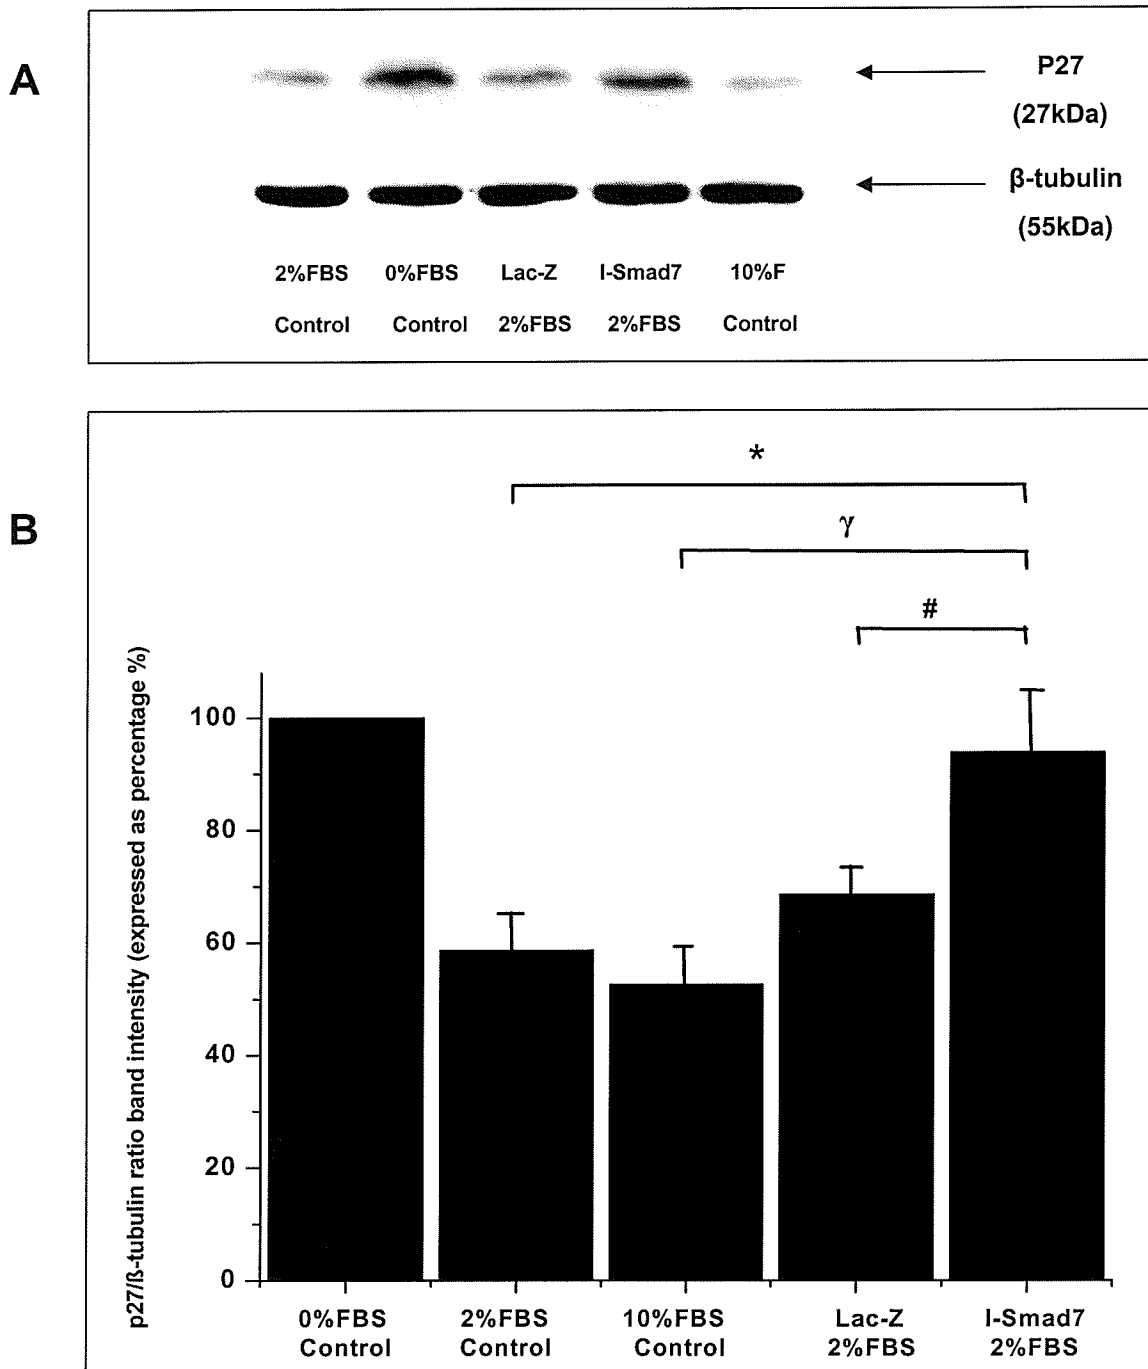 A
P27
(27kDa)
β-tubulin
(55kDa)
2%FBS 0%FBS Lac-Z I-Smad7 10%F
Control Control 2%FBS 2%FBS Control
B
*
γ
#
p27/ß-tubulin ratio band intensity (expressed as percentage %)
100
80
60
40
20
0
0%FBS 2%FBS 10%FBS Lac-Z I-Smad7
Control Control Control 2%FBS 2%FBS